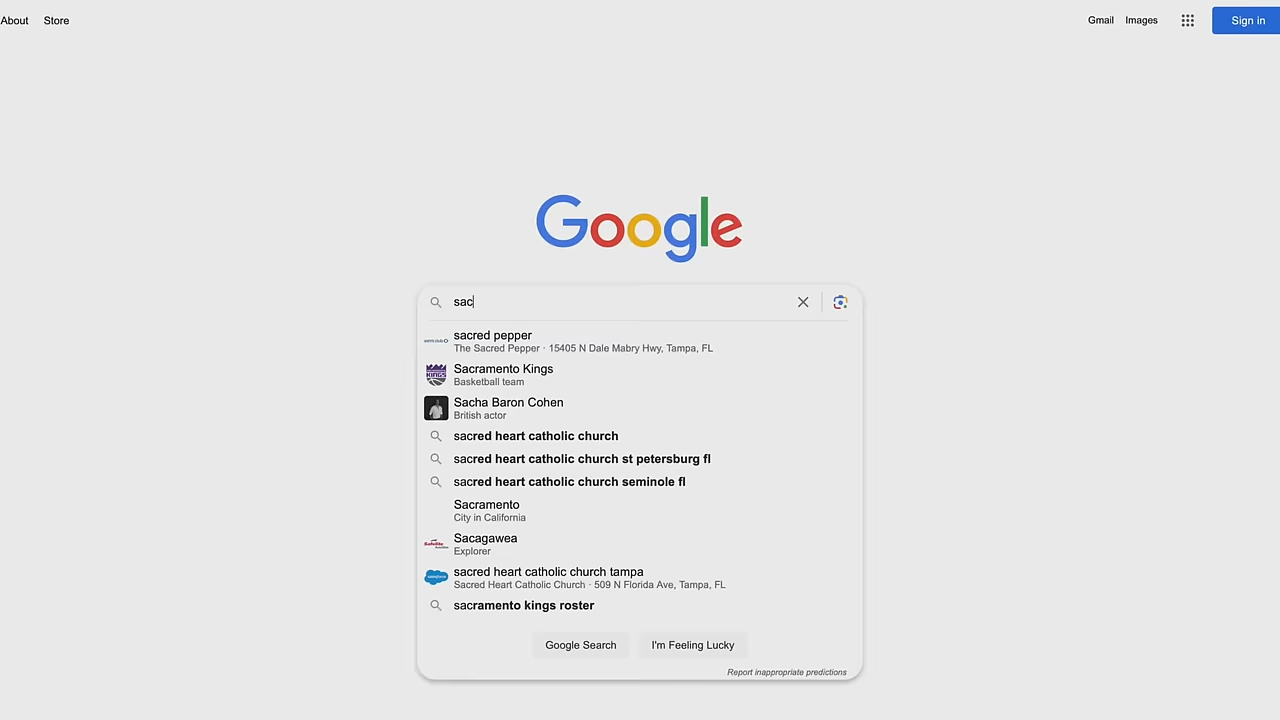 About Store Gmail Images Sign in
Google
sac
sacred pepper
The Sacred Pepper · 15405 N Dale Mabry Hwy, Tampa, FL
Sacramento Kings
Basketball team
Sacha Baron Cohen
British actor
sacred heart catholic church
sacred heart catholic church st petersburg fl
sacred heart catholic church seminole fl
Sacramento
City in California
Sacagawea
Explorer
sacred heart catholic church tampa
Sacred Heart Catholic Church · 509 N Florida Ave, Tampa, FL
sacramento kings roster
Google Search I'm Feeling Lucky
Report inappropriate predictions